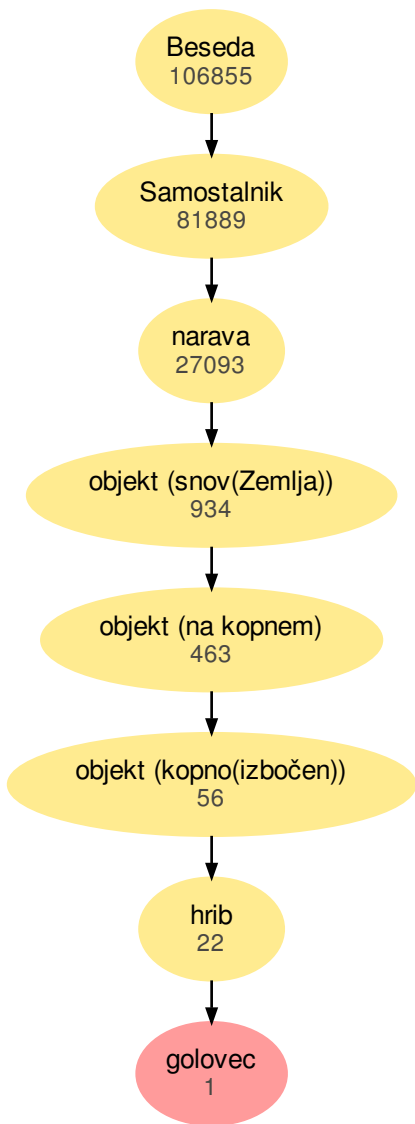 Beseda
106855
Samostalnik
81889
narava
27093
objekt (snov(Zemlja))
934
objekt (na kopnem)
463
objekt (kopno(izbočen))
56
hrib
22
golovec
1